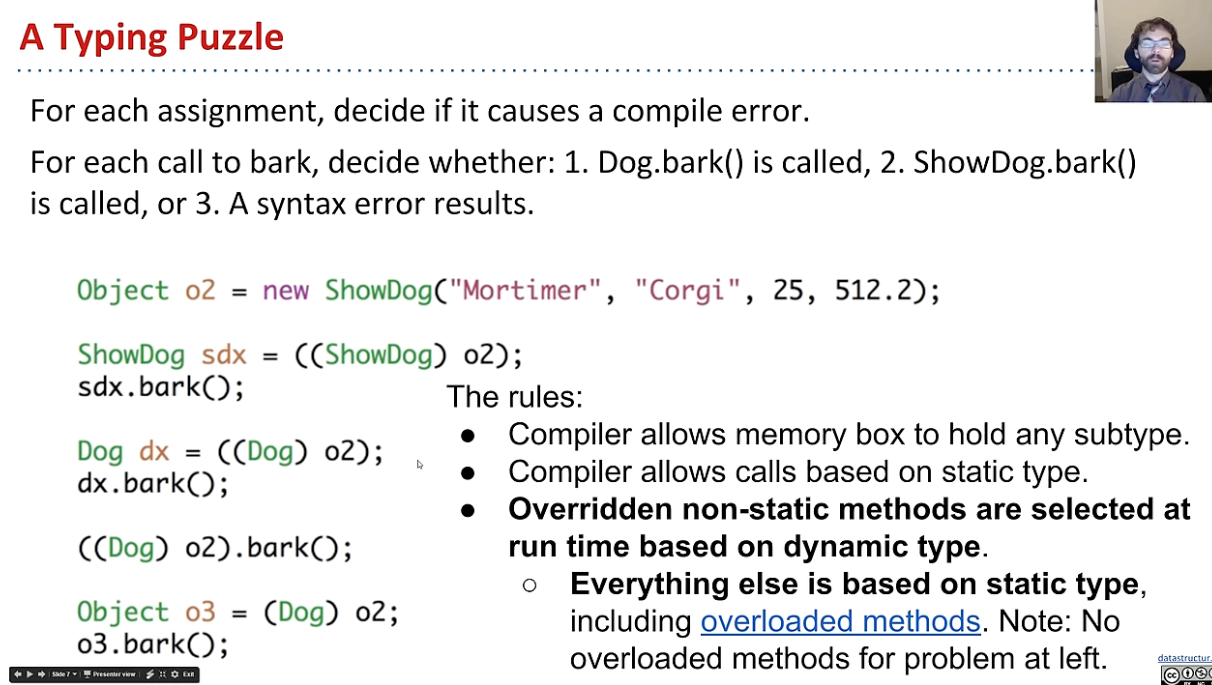 A Typing Puzzle
For each assignment, decide if it causes a compile error.
For each call to bark, decide whether: 1. Dog.bark() is called, 2. ShowDog.bark()
is called, or 3. A syntax error results.
Object o2 = new ShowDog("Mortimer", "Corgi", 25, 512.2);
ShowDog sdx = ((ShowDog) o2);
sdx.bark();
Dog dx = ((Dog) o2);
dx.bark();
((Dog) o2).bark();
Object o3 = (Dog) o2;
o3.bark();
The rules:
● Compiler allows memory box to hold any subtype.
● Compiler allows calls based on static type.
● Overridden non-static methods are selected at
run time based on dynamic type.
○ Everything else is based on static type,
including overloaded methods. Note: No
overloaded methods for problem at left.
datastructur.
Slide 7 Presenter view Exit